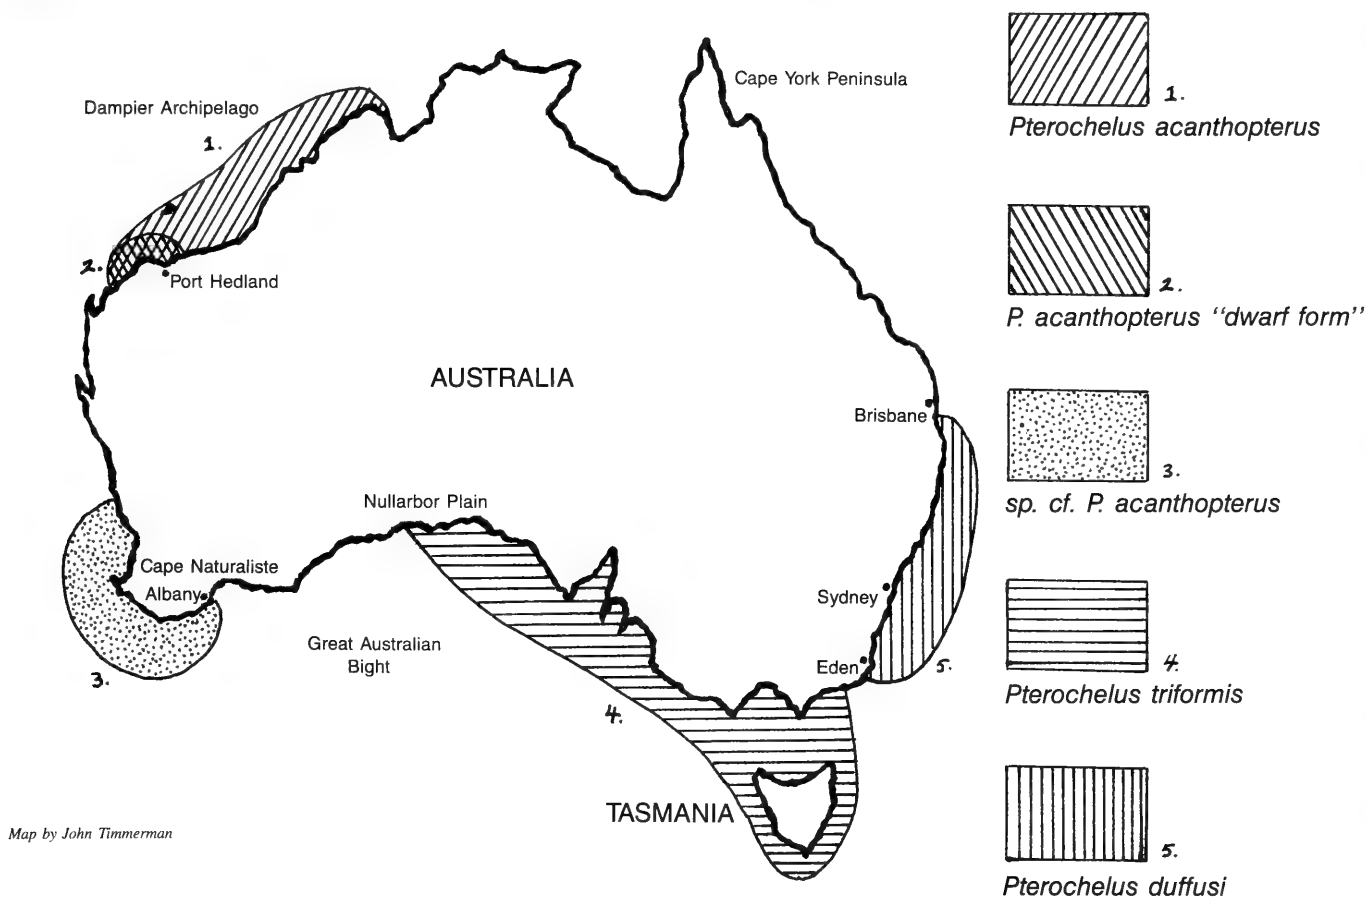 Cape York Peninsula
Dampier Archipelago
1.
2.
Port Hedland
AUSTRALIA
Brisbane
Nullarbor Plain
Cape Naturaliste
Albany
Sydney
Great Australian
Bight
Eden
3.
4.
5.
TASMANIA
Map by John Timmerman
1.
Pterochelus acanthopterus
2.
P. acanthopterus "dwarf form"
3.
sp. cf. P. acanthopterus
4.
Pterochelus triformis
5.
Pterochelus duffusi